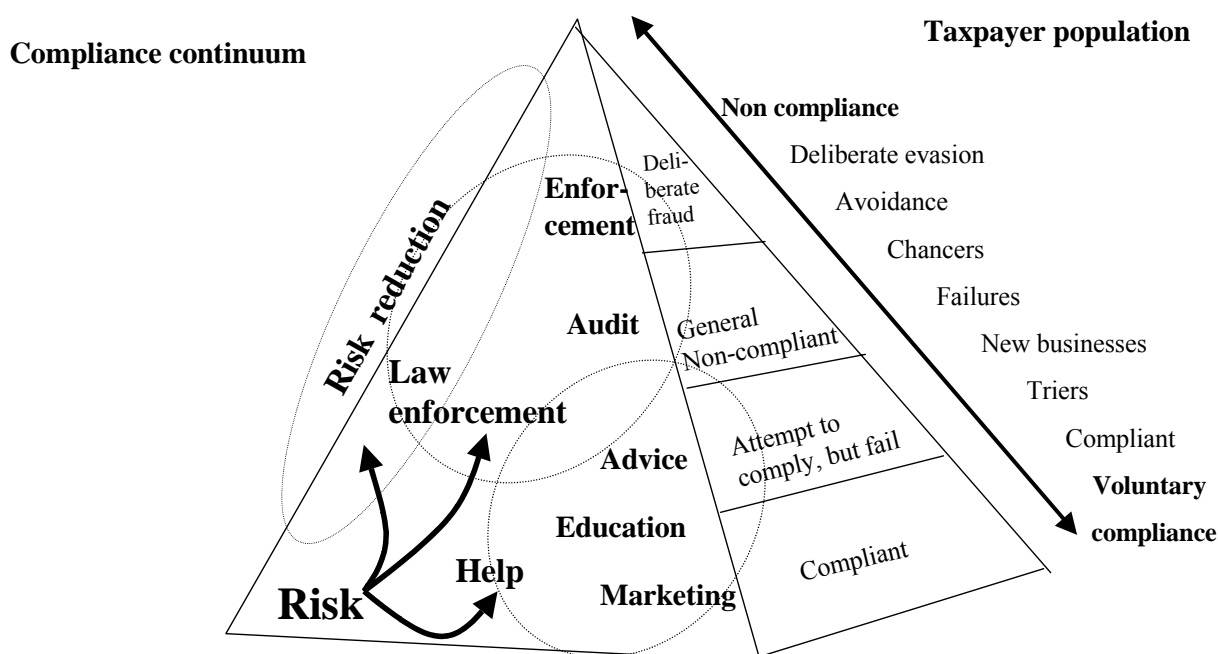 Compliance continuum
Taxpayer population
Non compliance
Deliberate evasion
Avoidance
Chancers
Failures
New businesses
Triers
Compliant
Voluntary
compliance
Risk reduction
Enfor-
cement
Audit
Law
enforcement
Advice
Education
Help
Marketing
Risk
Deli-
berate
fraud
General
Non-compliant
Attempt to
comply, but fail
Compliant